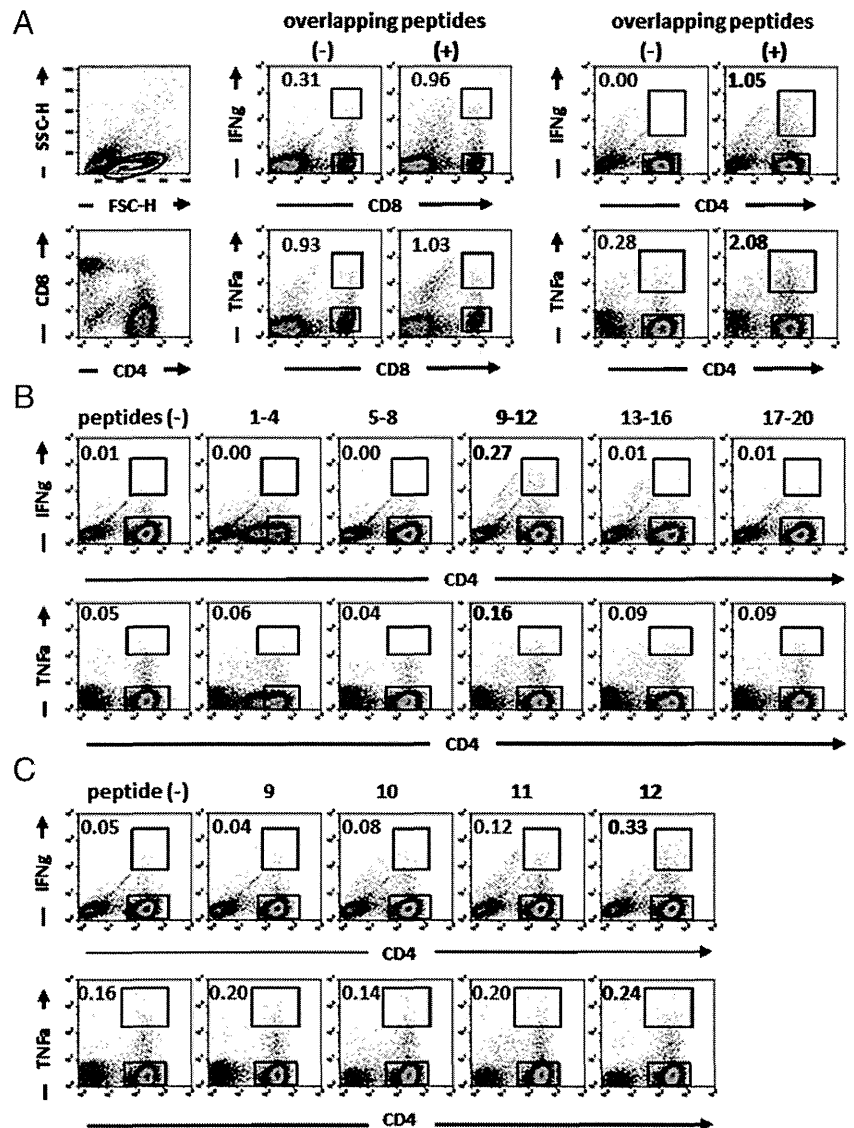 A
overlapping peptides
(-) (+)
overlapping peptides
(-) (+)
SSC-H
FSC-H
IFNg
0.31
0.96
CD8
IFNg
0.00
1.05
CD4
CD8
CD4
TNFa
0.93
1.03
CD8
TNFa
0.28
2.08
CD4
B
peptides (-) 1-4 5-8 9-12 13-16 17-20
IFNg
0.01 0.00 0.00 0.27 0.01 0.01
CD4
TNFa
0.05 0.06 0.04 0.16 0.09 0.09
CD4
C
peptide (-) 9 10 11 12
IFNg
0.05 0.04 0.08 0.12 0.33
CD4
TNFa
0.16 0.20 0.14 0.20 0.24
CD4